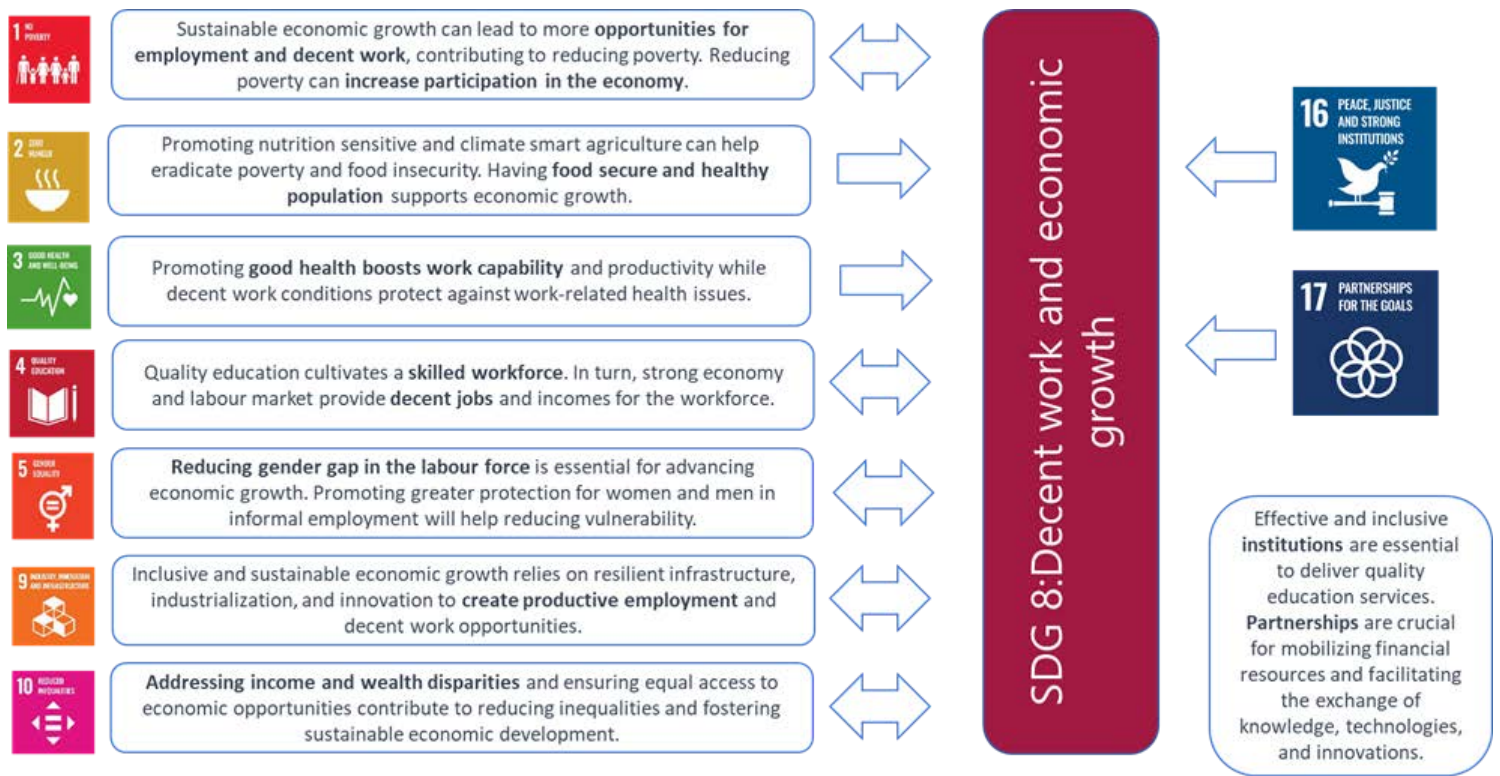 1 NO
POVERTY
Sustainable economic growth can lead to more opportunities for
employment and decent work, contributing to reducing poverty. Reducing
poverty can increase participation in the economy.
2 ZERO
HUNGER
Promoting nutrition sensitive and climate smart agriculture can help
eradicate poverty and food insecurity. Having food secure and healthy
population supports economic growth.
3 GOOD HEALTH
AND WELL-BEING
Promoting good health boosts work capability and productivity while
decent work conditions protect against work-related health issues.
4 QUALITY
EDUCATION
Quality education cultivates a skilled workforce. In turn, strong economy
and labour market provide decent jobs and incomes for the workforce.
5 GENDER
EQUALITY
Reducing gender gap in the labour force is essential for advancing
economic growth. Promoting greater protection for women and men in
informal employment will help reducing vulnerability.
9 INDUSTRY, INNOVATION
AND INFRASTRUCTURE
Inclusive and sustainable economic growth relies on resilient infrastructure,
industrialization, and innovation to create productive employment and
decent work opportunities.
10 REDUCED
INEQUALITIES
Addressing income and wealth disparities and ensuring equal access to
economic opportunities contribute to reducing inequalities and fostering
sustainable economic development.
SDG 8:Decent work and economic
growth
16 PEACE, JUSTICE
AND STRONG
INSTITUTIONS
17 PARTNERSHIPS
FOR THE GOALS
Effective and inclusive
institutions are essential
to deliver quality
education services.
Partnerships are crucial
for mobilizing financial
resources and facilitating
the exchange of
knowledge, technologies,
and innovations.